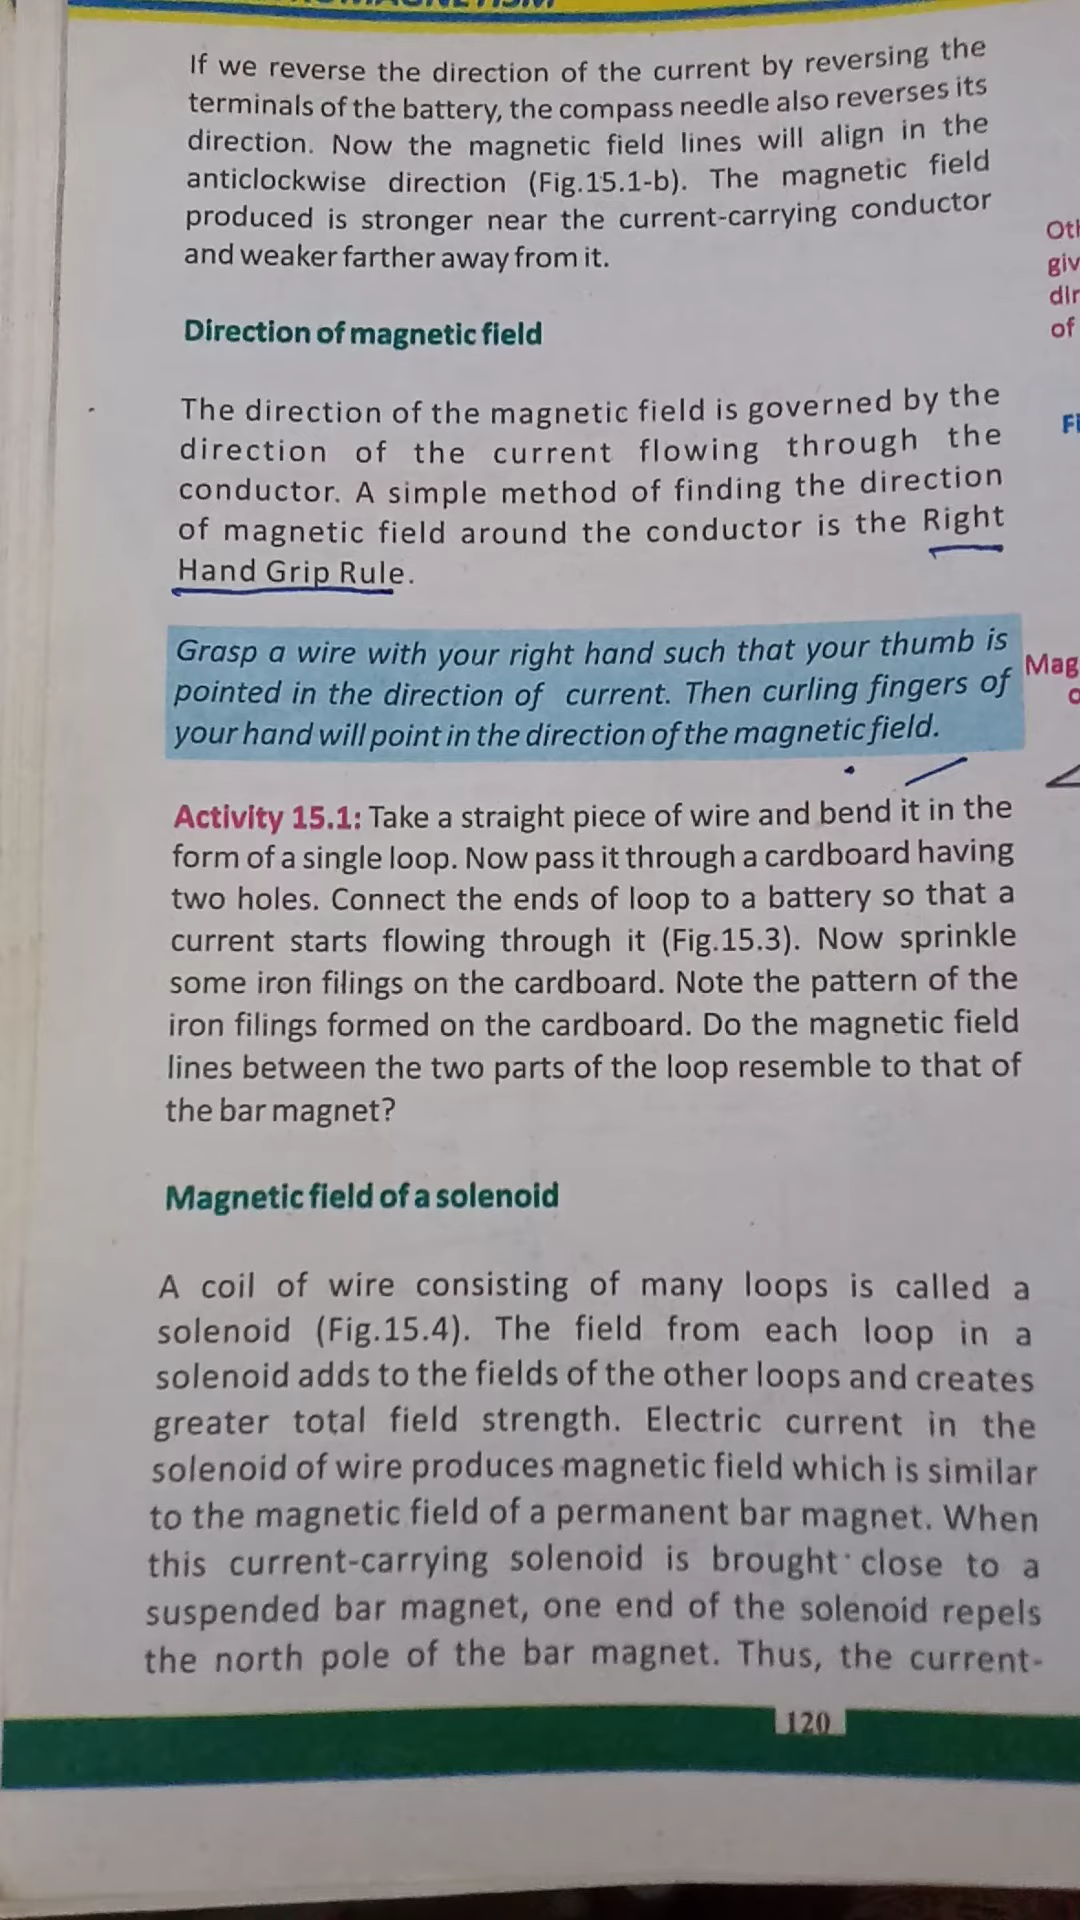 If we reverse the direction of the current by reversing the
terminals of the battery, the compass needle also reverses its
direction. Now the magnetic field lines will align in the
anticlockwise direction (Fig.15.1-b). The magnetic field
produced is stronger near the current-carrying conductor
and weaker farther away from it.
Direction of magnetic field
The direction of the magnetic field is governed by the
direction of the current flowing through the
conductor. A simple method of finding the direction
of magnetic field around the conductor is the Right
Hand Grip Rule.
Grasp a wire with your right hand such that your thumb is
pointed in the direction of current. Then curling fingers of
your hand will point in the direction of the magnetic field.
Activity 15.1: Take a straight piece of wire and bend it in the
form of a single loop. Now pass it through a cardboard having
two holes. Connect the ends of loop to a battery so that a
current starts flowing through it (Fig.15.3). Now sprinkle
some iron filings on the cardboard. Note the pattern of the
iron filings formed on the cardboard. Do the magnetic field
lines between the two parts of the loop resemble to that of
the bar magnet?
Magnetic field of a solenoid
A coil of wire consisting of many loops is called a
solenoid (Fig.15.4). The field from each loop in a
solenoid adds to the fields of the other loops and creates
greater total field strength. Electric current in the
solenoid of wire produces magnetic field which is similar
to the magnetic field of a permanent bar magnet. When
this current-carrying solenoid is brought close to a
suspended bar magnet, one end of the solenoid repels
the north pole of the bar magnet. Thus, the current-
120
of